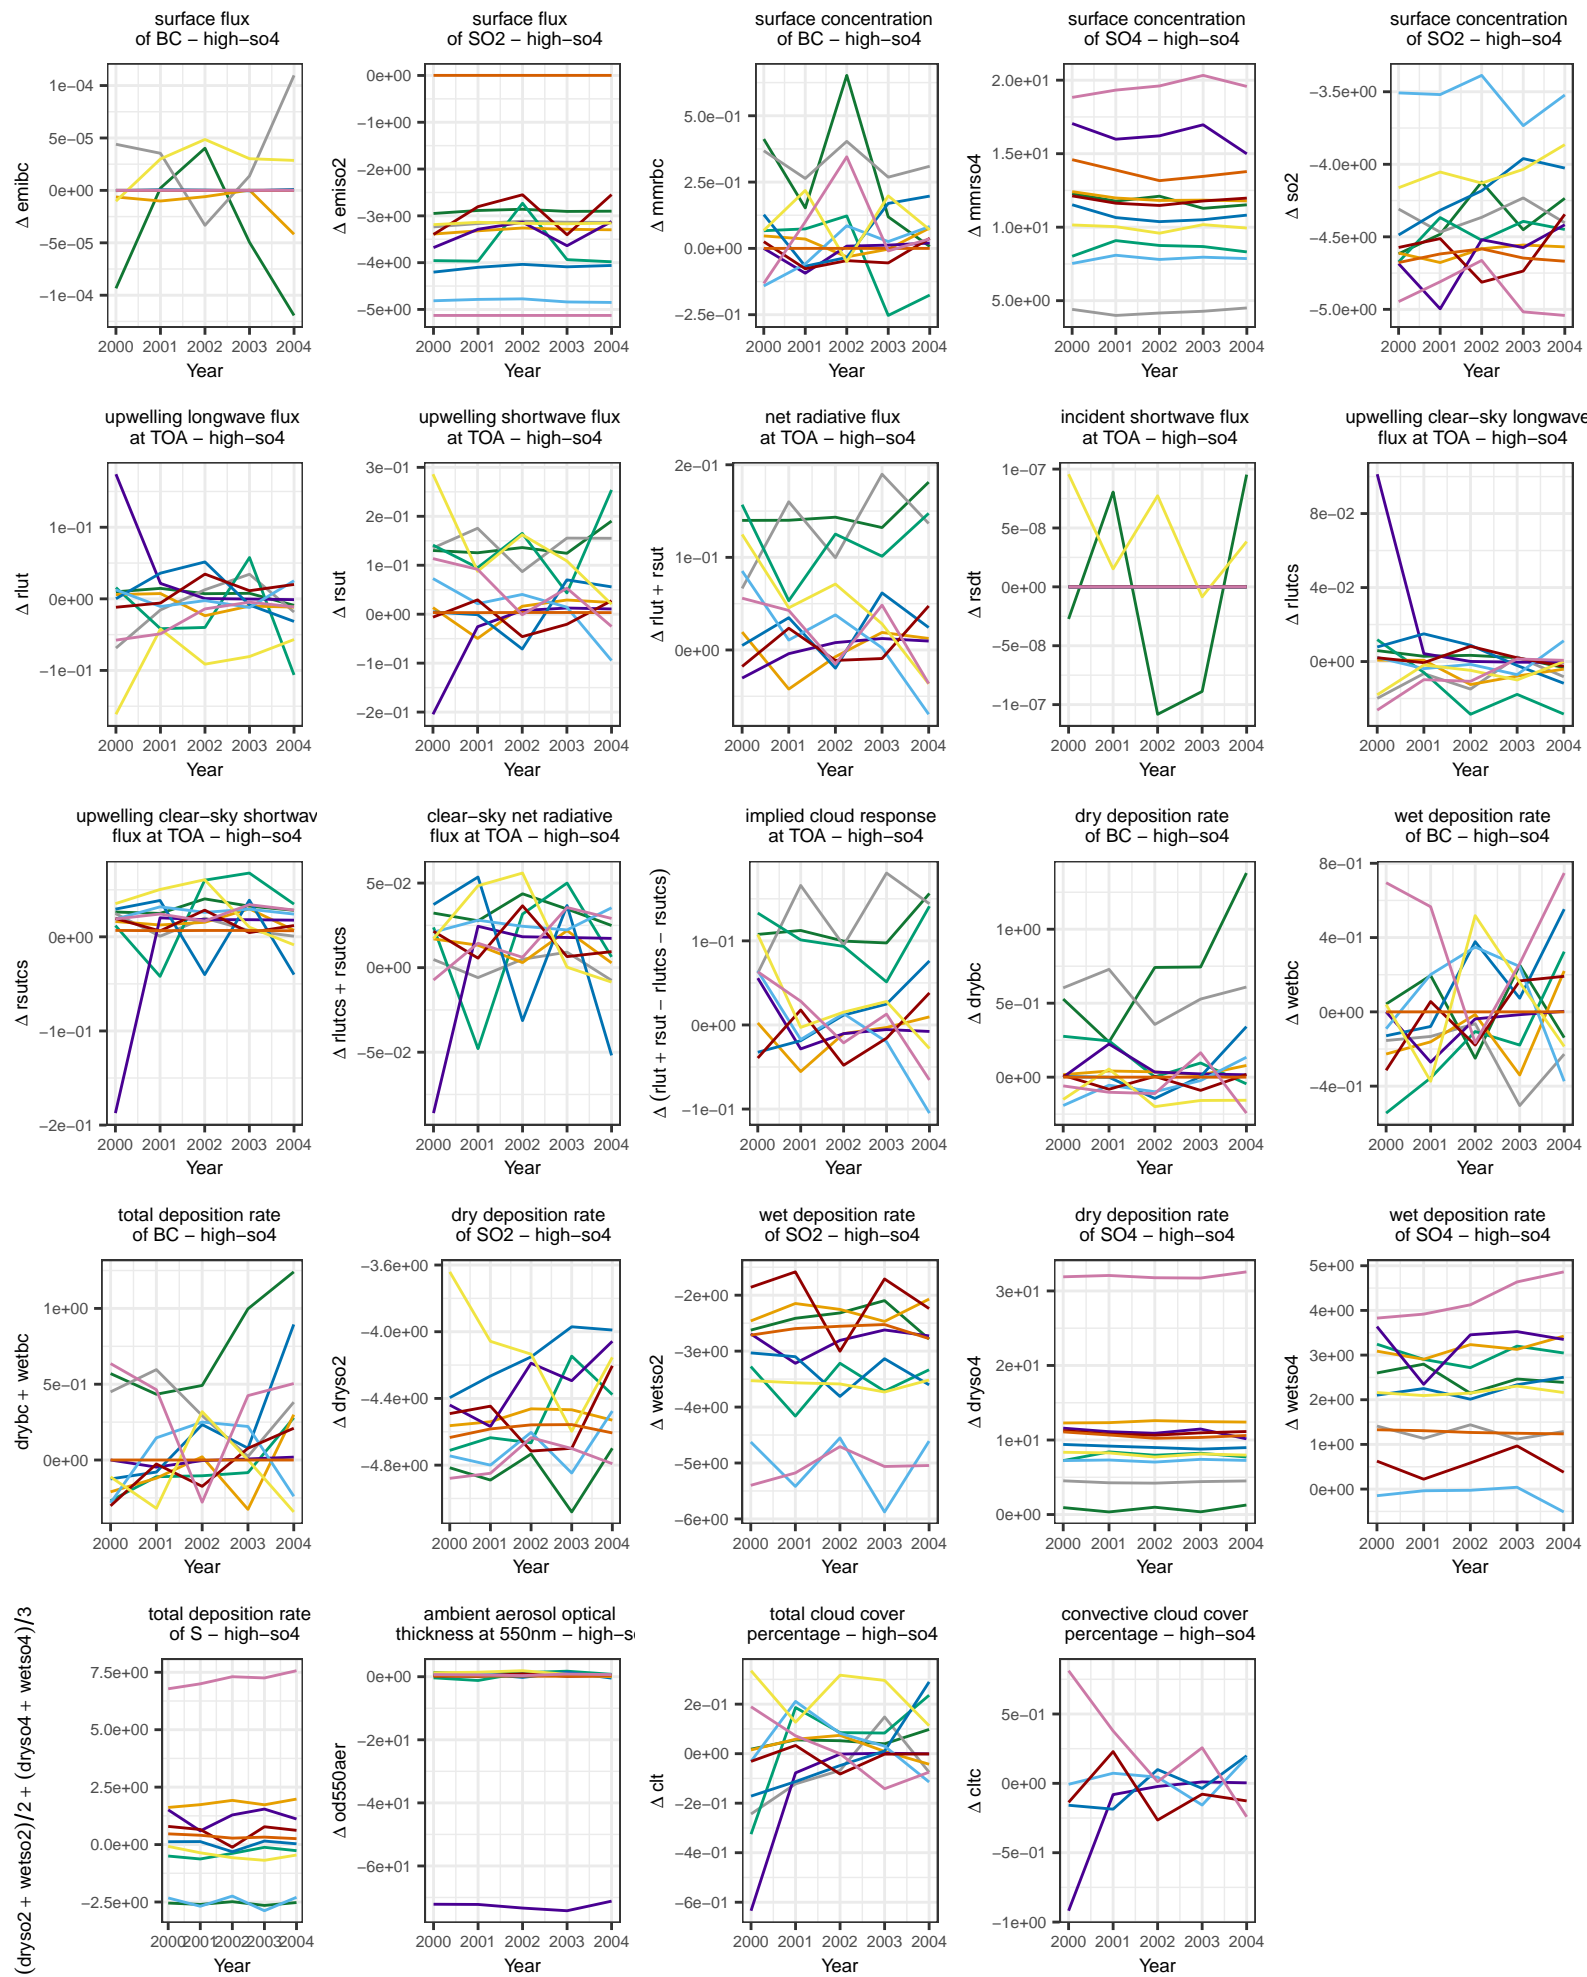 surface flux
of BC − high−so4
Δ emibc
1e−04
5e−05
0e+00
−5e−05
−1e−04
2000 2001 2002 2003 2004
Year
surface flux
of SO2 − high−so4
Δ emiso2
0e+00
−1e+00
−2e+00
−3e+00
−4e+00
−5e+00
2000 2001 2002 2003 2004
Year
surface concentration
of BC − high−so4
Δ mmrbc
5.0e−01
2.5e−01
0.0e+00
−2.5e−01
2000 2001 2002 2003 2004
Year
surface concentration
of SO4 − high−so4
Δ mmrso4
2.0e+01
1.5e+01
1.0e+01
5.0e+00
2000 2001 2002 2003 2004
Year
surface concentration
of SO2 − high−so4
Δ so2
−3.5e+00
−4.0e+00
−4.5e+00
−5.0e+00
2000 2001 2002 2003 2004
Year
upwelling longwave flux
at TOA − high−so4
Δ rlut
1e−01
0e+00
−1e−01
2000 2001 2002 2003 2004
Year
upwelling shortwave flux
at TOA − high−so4
Δ rsut
3e−01
2e−01
1e−01
0e+00
−1e−01
−2e−01
2000 2001 2002 2003 2004
Year
net radiative flux
at TOA − high−so4
Δ rlut + rsut
2e−01
1e−01
0e+00
2000 2001 2002 2003 2004
Year
incident shortwave flux
at TOA − high−so4
Δ rsdt
1e−07
5e−08
0e+00
−5e−08
−1e−07
2000 2001 2002 2003 2004
Year
upwelling clear−sky longwave
flux at TOA − high−so4
Δ rlutcs
8e−02
4e−02
0e+00
2000 2001 2002 2003 2004
Year
upwelling clear−sky shortwav
flux at TOA − high−so4
Δ rsutcs
0e+00
−1e−01
−2e−01
2000 2001 2002 2003 2004
Year
clear−sky net radiative
flux at TOA − high−so4
Δ rlutcs + rsutcs
5e−02
0e+00
−5e−02
2000 2001 2002 2003 2004
Year
implied cloud response
at TOA − high−so4
Δ (rlut + rsut − rlutcs − rsutcs)
1e−01
0e+00
−1e−01
2000 2001 2002 2003 2004
Year
dry deposition rate
of BC − high−so4
Δ drybc
1e+00
5e−01
0e+00
2000 2001 2002 2003 2004
Year
wet deposition rate
of BC − high−so4
Δ wetbc
8e−01
4e−01
0e+00
−4e−01
2000 2001 2002 2003 2004
Year
total deposition rate
of BC − high−so4
drybc + wetbc
1e+00
5e−01
0e+00
2000 2001 2002 2003 2004
Year
dry deposition rate
of SO2 − high−so4
Δ dryso2
−3.6e+00
−4.0e+00
−4.4e+00
−4.8e+00
2000 2001 2002 2003 2004
Year
wet deposition rate
of SO2 − high−so4
Δ wetso2
−2e+00
−3e+00
−4e+00
−5e+00
−6e+00
2000 2001 2002 2003 2004
Year
dry deposition rate
of SO4 − high−so4
Δ dryso4
3e+01
2e+01
1e+01
0e+00
2000 2001 2002 2003 2004
Year
wet deposition rate
of SO4 − high−so4
Δ wetso4
5e+00
4e+00
3e+00
2e+00
1e+00
0e+00
2000 2001 2002 2003 2004
Year
total deposition rate
of S − high−so4
(dryso2 + wetso2)/2 + (dryso4 + wetso4)/3
7.5e+00
5.0e+00
2.5e+00
0.0e+00
−2.5e+00
2000 2001 2002 2003 2004
Year
ambient aerosol optical
thickness at 550nm − high−s
Δ od550aer
0e+00
−2e+01
−4e+01
−6e+01
2000 2001 2002 2003 2004
Year
total cloud cover
percentage − high−so4
Δ clt
2e−01
0e+00
−2e−01
−4e−01
−6e−01
2000 2001 2002 2003 2004
Year
convective cloud cover
percentage − high−so4
Δ cltc
5e−01
0e+00
−5e−01
−1e+00
2000 2001 2002 2003 2004
Year